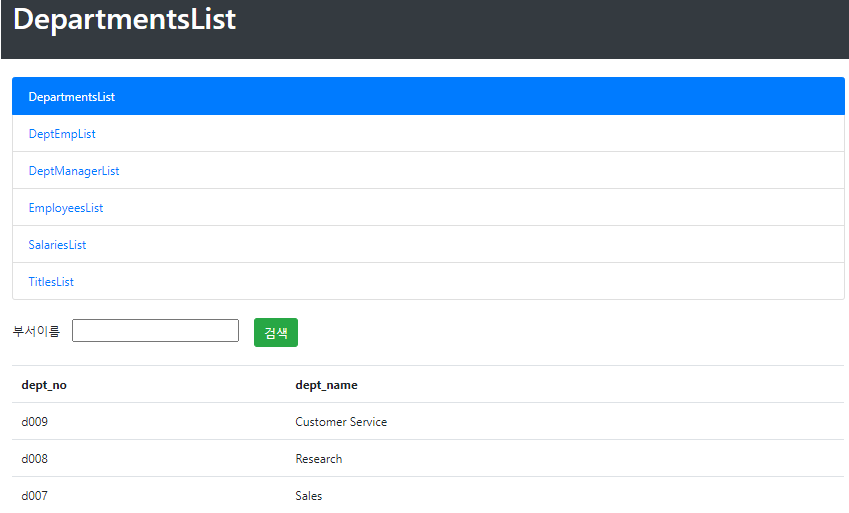 DepartmentsList
DepartmentsList
DeptEmpList
DeptManagerList
EmployeesList
SalariesList
TitlesList
부서이름 검색
dept_no dept_name
d009 Customer Service
d008 Research
d007 Sales